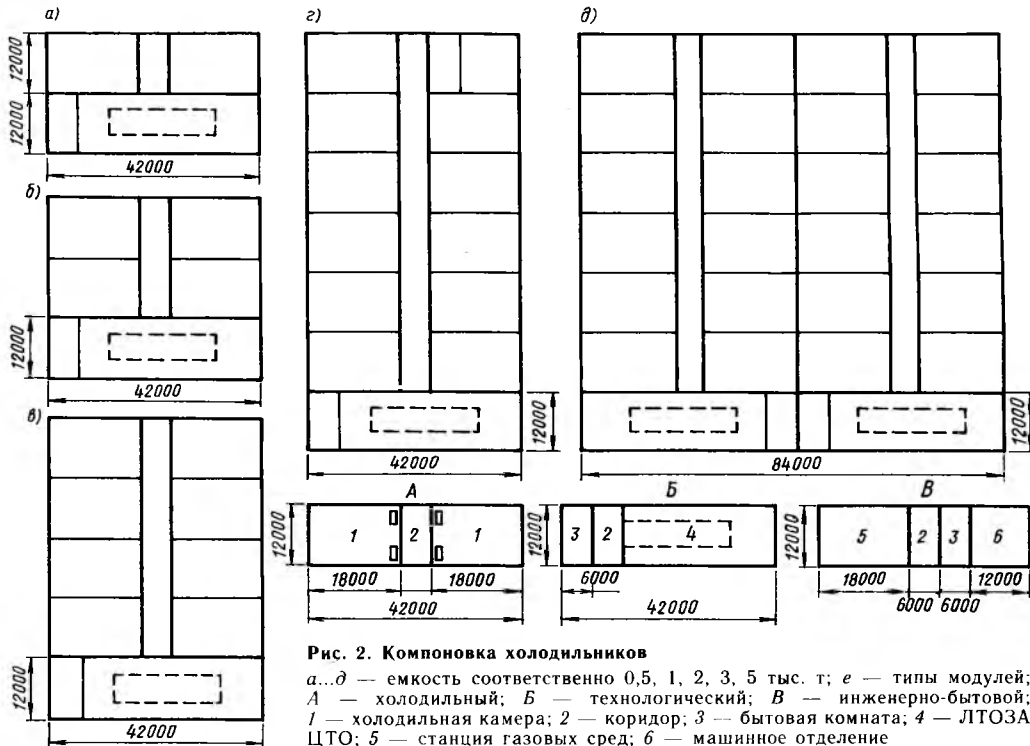 а)
12000
12000
42000
б)
12000
42000
в)
12000
42000
г)
12000
42000
д)
12000
84000
А
12000
1
2
1
18000
18000
42000
Б
12000
3
2
4
6000
42000
В
12000
5
2
3
6
18000
6000
6000
12000
Рис. 2. Компоновка холодильников
а...д — емкость соответственно 0,5, 1, 2, 3, 5 тыс. т; е — типы модулей;
А — холодильный; Б — технологический; В — инженерно-бытовой;
1 — холодильная камера; 2 — коридор; 3 — бытовая комната; 4 — ЛТОЗА
ЦТО; 5 — станция газовых сред; 6 — машинное отделение